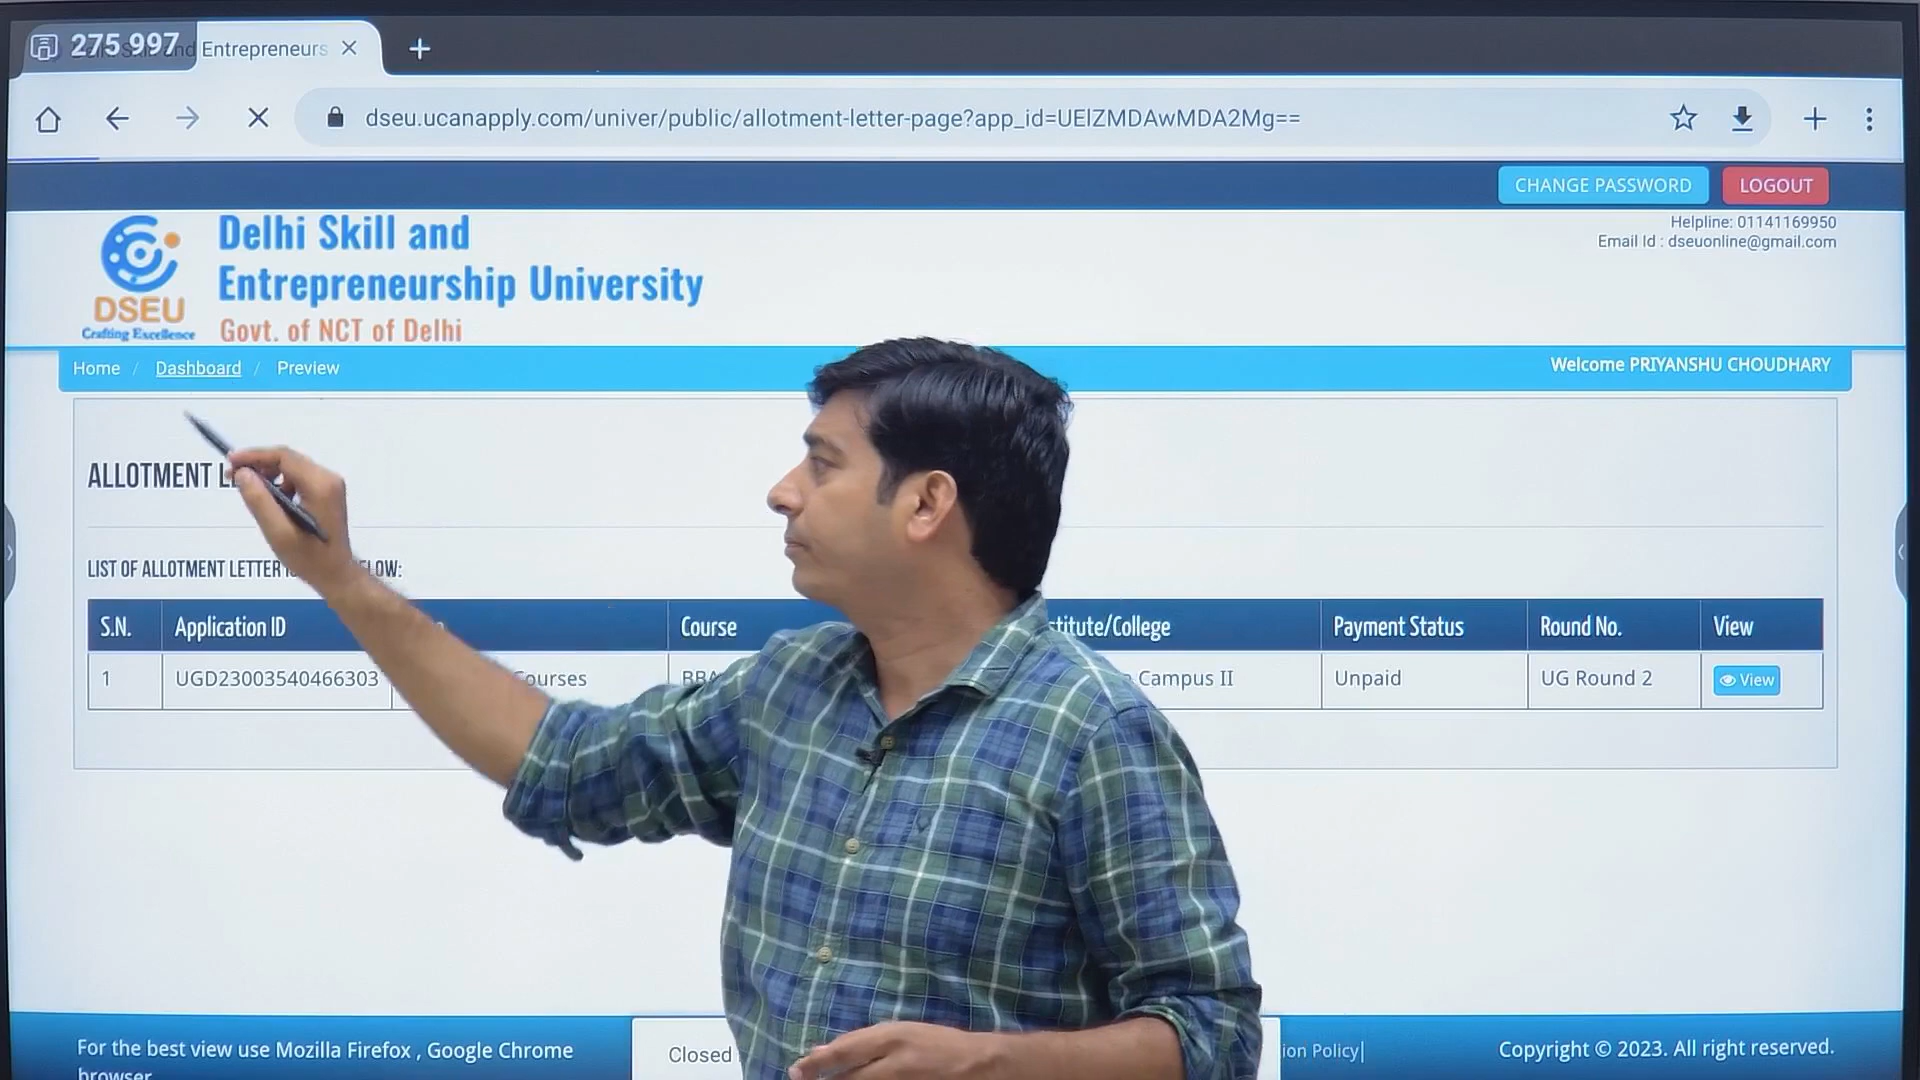 275 997
Entrepreneurs
dseu.ucanapply.com/univer/public/allotment-letter-page?app_id=UElZMDAwMDA2Mg==
CHANGE PASSWORD LOGOUT
Helpline: 01141169950
Email Id : dseuonline@gmail.com
Delhi Skill and
Entrepreneurship University
Govt. of NCT of Delhi
DSEU
Crafting Excellence
Home / Dashboard / Preview
Welcome PRIYANSHU CHOUDHARY
ALLOTMENT
LIST OF ALLOTMENT LETTER
S.N. Application ID Course Payment Status Round No. View
1 UGD23003540466303 Courses BBA Campus II Unpaid UG Round 2 View
For the best view use Mozilla Firefox , Google Chrome
browser
Closed
Policy|
Copyright © 2023. All right reserved.